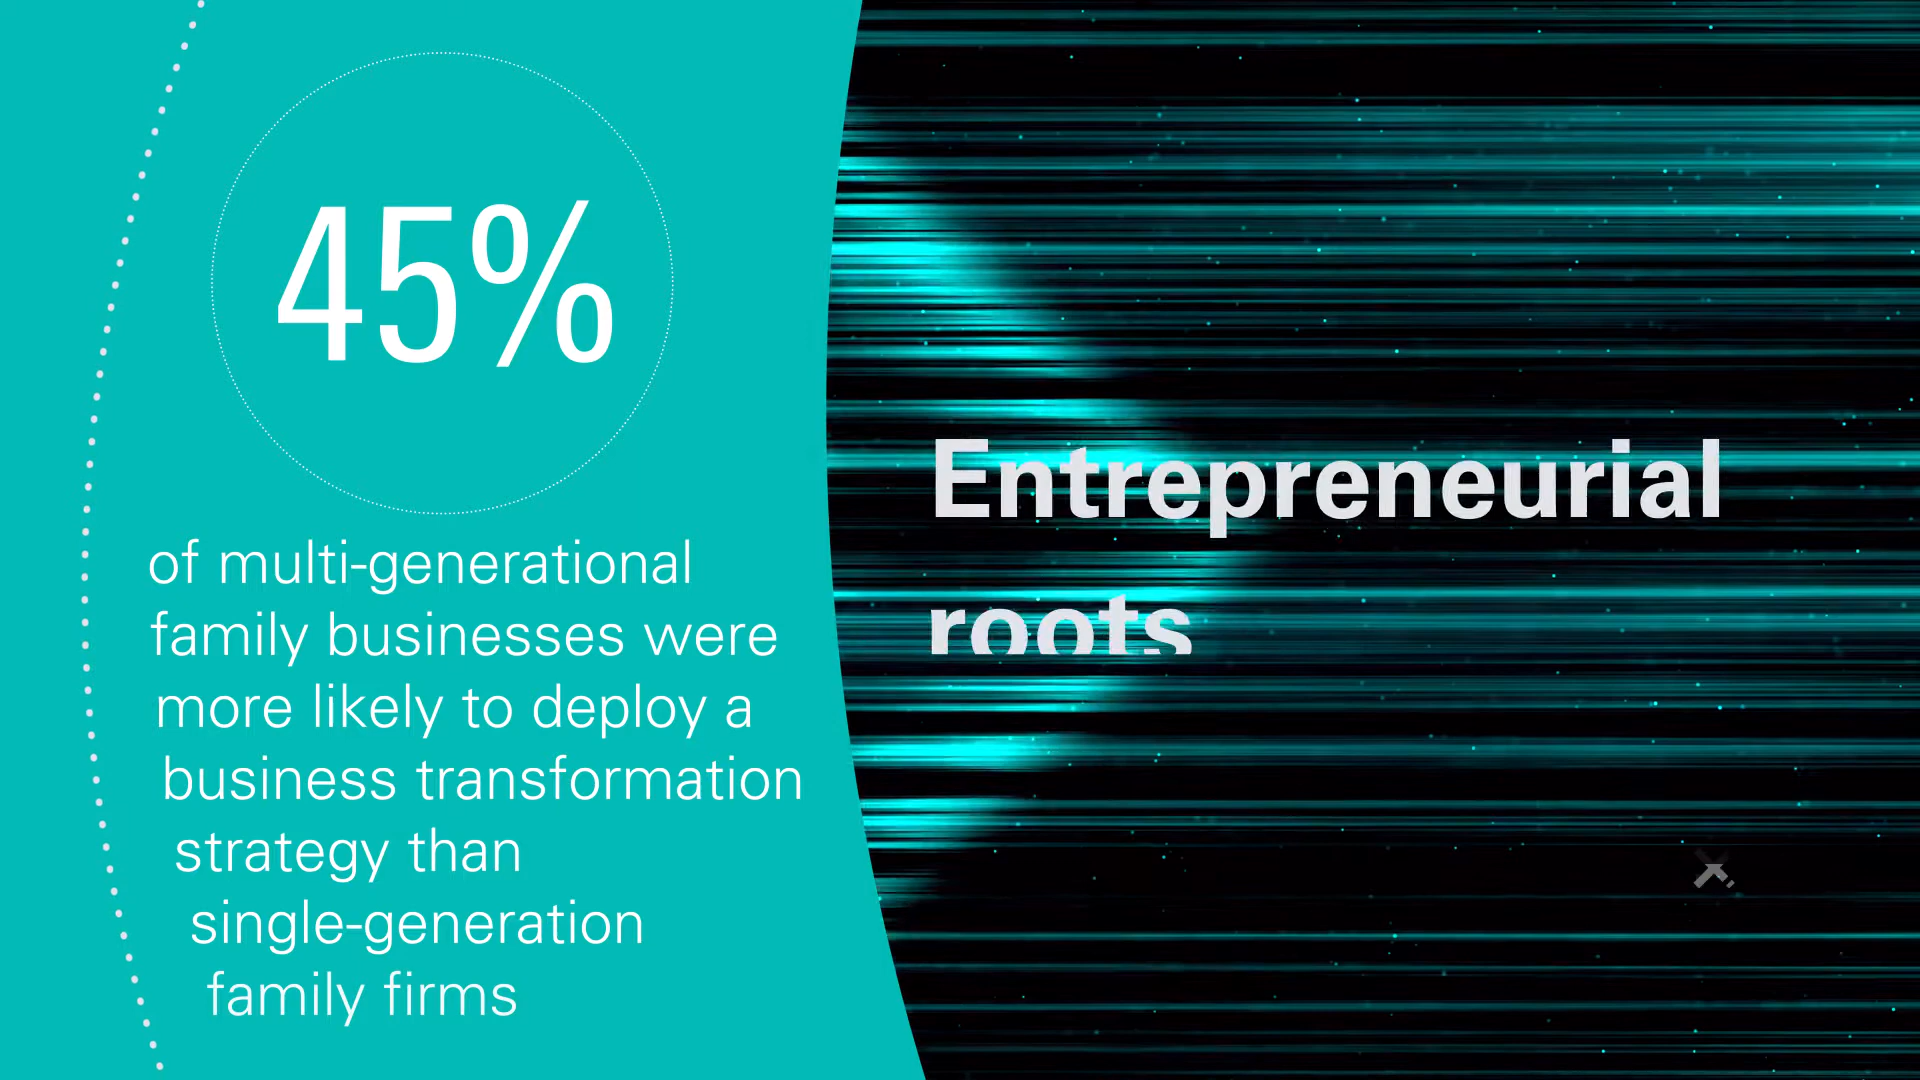 45%
of multi-generational
family businesses were
more likely to deploy a
business transformation
strategy than
single-generation
family firms
Entrepreneurial
roots